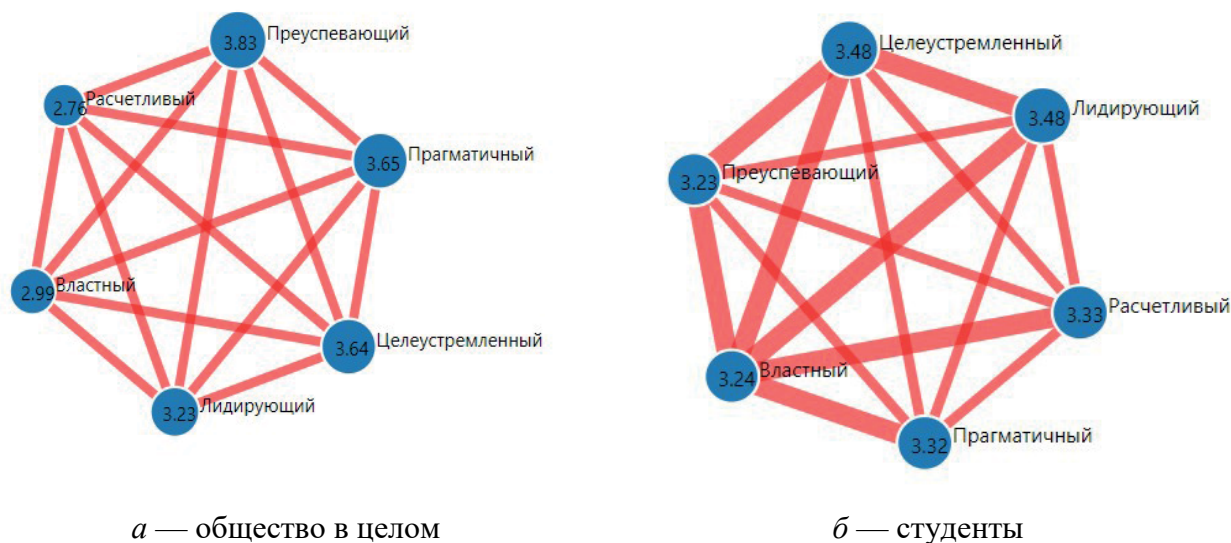 3.83 Преуспевающий
2.76 Расчетливый
3.65 Прагматичный
2.99 Властный
3.64 Целеустремленный
3.23 Лидирующий
а — общество в целом
3.48 Целеустремленный
3.48 Лидирующий
3.23 Преуспевающий
3.33 Расчетливый
3.24 Властный
3.32 Прагматичный
б — студенты